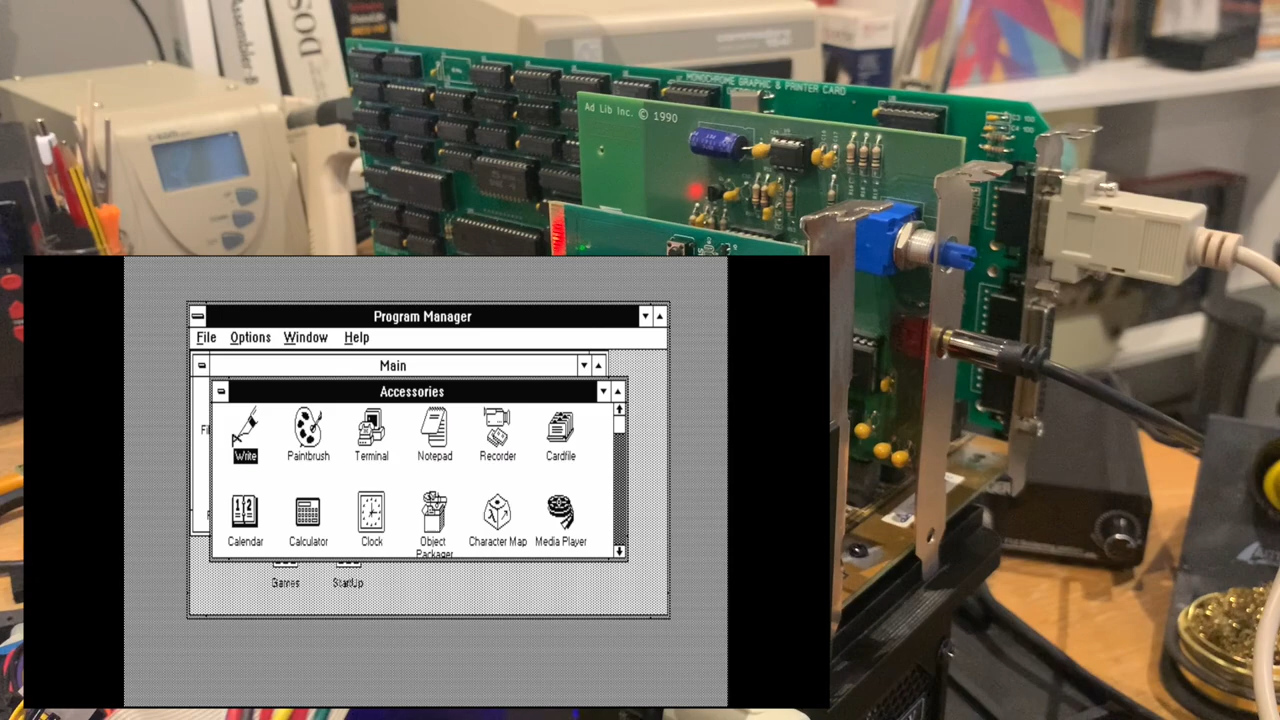 Assembler-B
DOS
MONOCHROME GRAPHIC & PRINTER CARD
Ad Lib Inc. © 1990
Program Manager
File Options Window Help
Main
Accessories
Write Paintbrush Terminal Notepad Recorder Cardfile
Calendar Calculator Clock Object Packager Character Map Media Player
Games StartUp